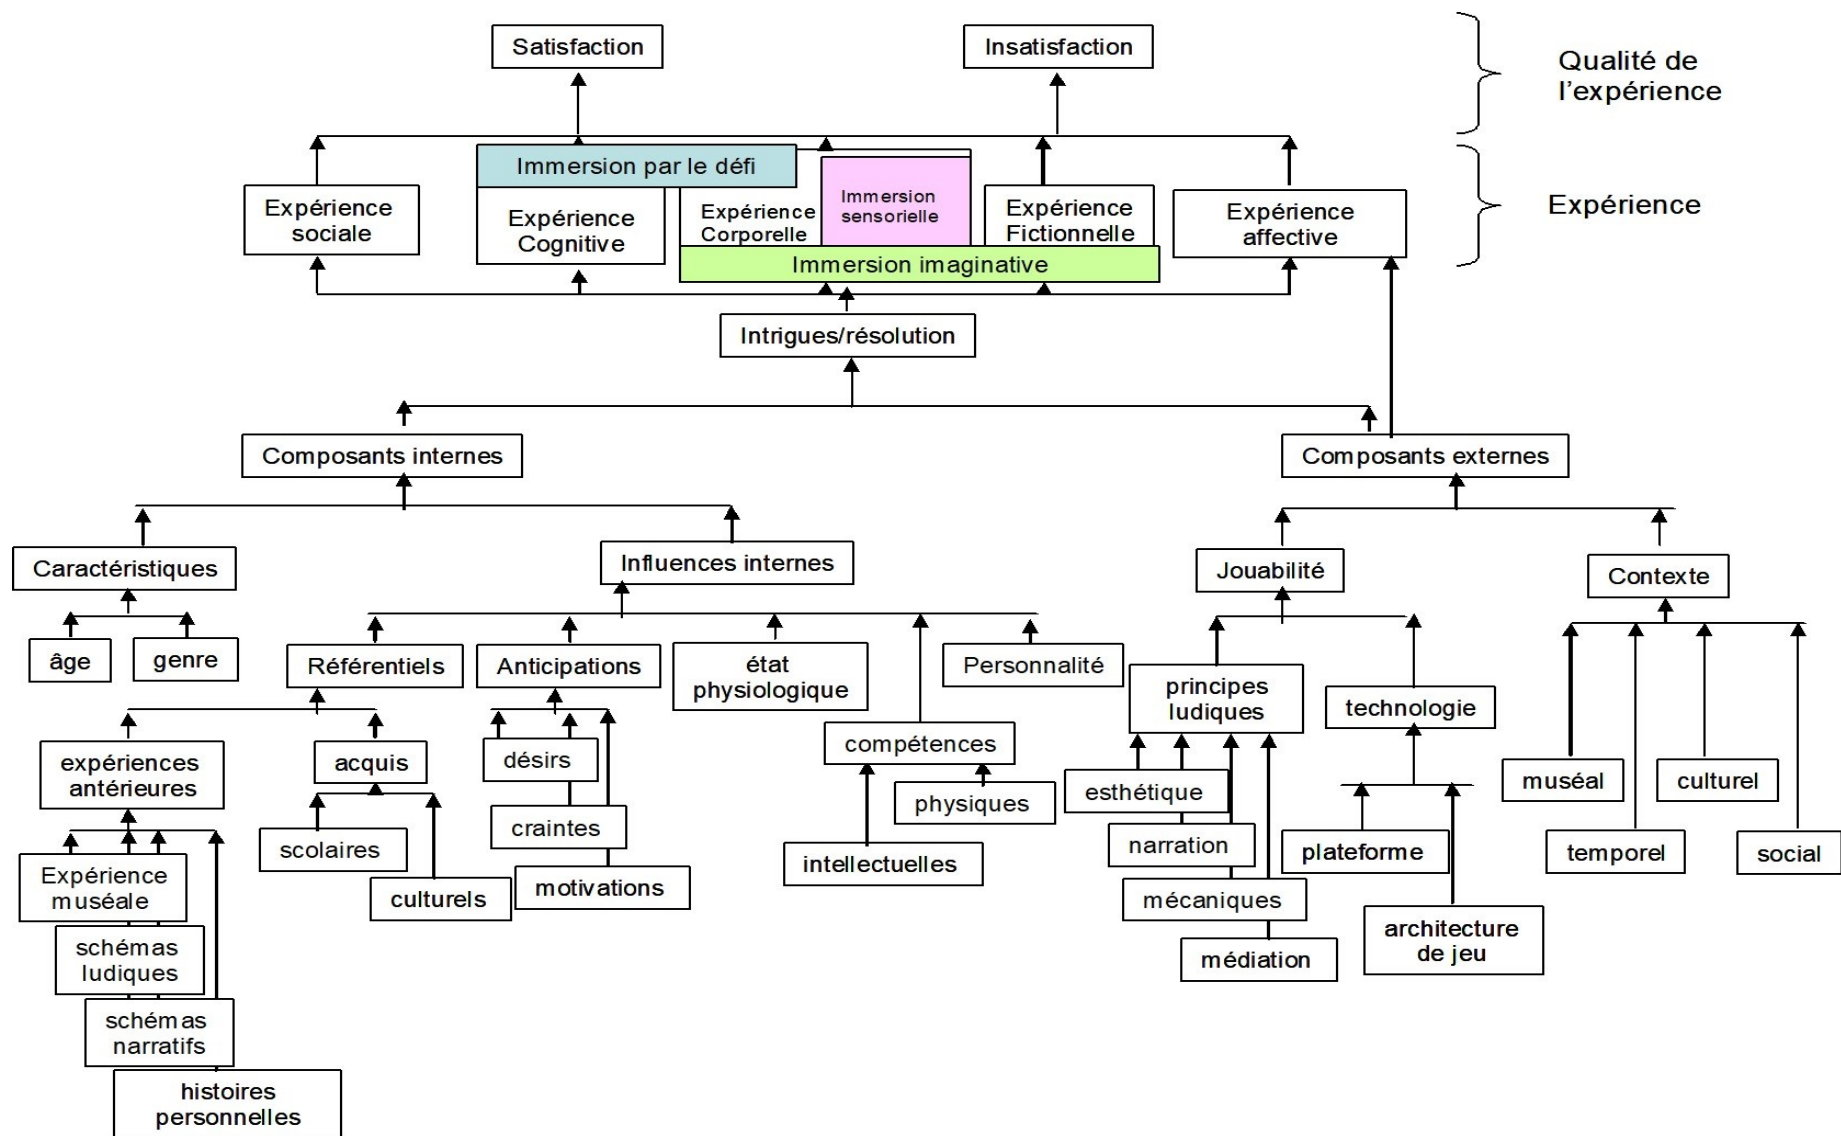 Satisfaction
Insatisfaction
Qualité de
l'expérience
Immersion par le défi
Expérience
sociale
Expérience
Cognitive
Expérience
Corporelle
Immersion
sensorielle
Expérience
Fictionnelle
Expérience
affective
Expérience
Immersion imaginative
Intrigues/résolution
Composants internes
Composants externes
Caractéristiques
Influences internes
Jouabilité
Contexte
âge
genre
Référentiels
Anticipations
état
physiologique
Personnalité
principes
ludiques
technologie
expériences
antérieures
acquis
désirs
compétences
physiques
esthétique
muséal
culturel
scolaires
craintes
intellectuelles
narration
plateforme
temporel
social
Expérience
muséale
culturels
motivations
mécaniques
architecture
de jeu
schémas
ludiques
médiation
schémas
narratifs
histoires
personnelles